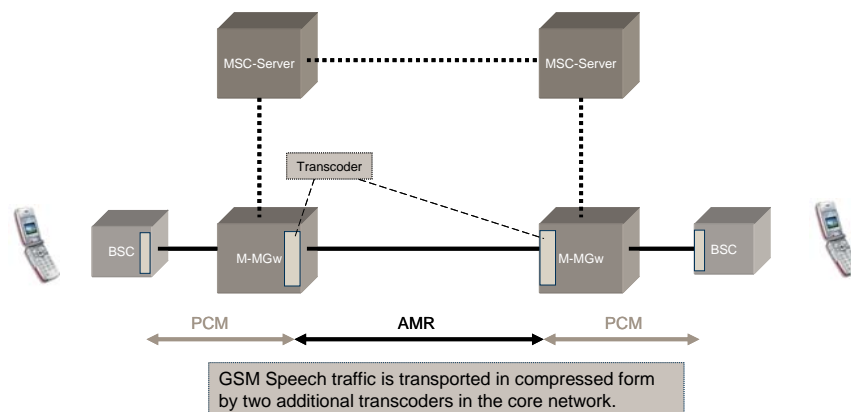 MSC-Server
MSC-Server
Transcoder
BSC
M-MGw
M-MGw
BSC
PCM
AMR
PCM
GSM Speech traffic is transported in compressed form
by two additional transcoders in the core network.